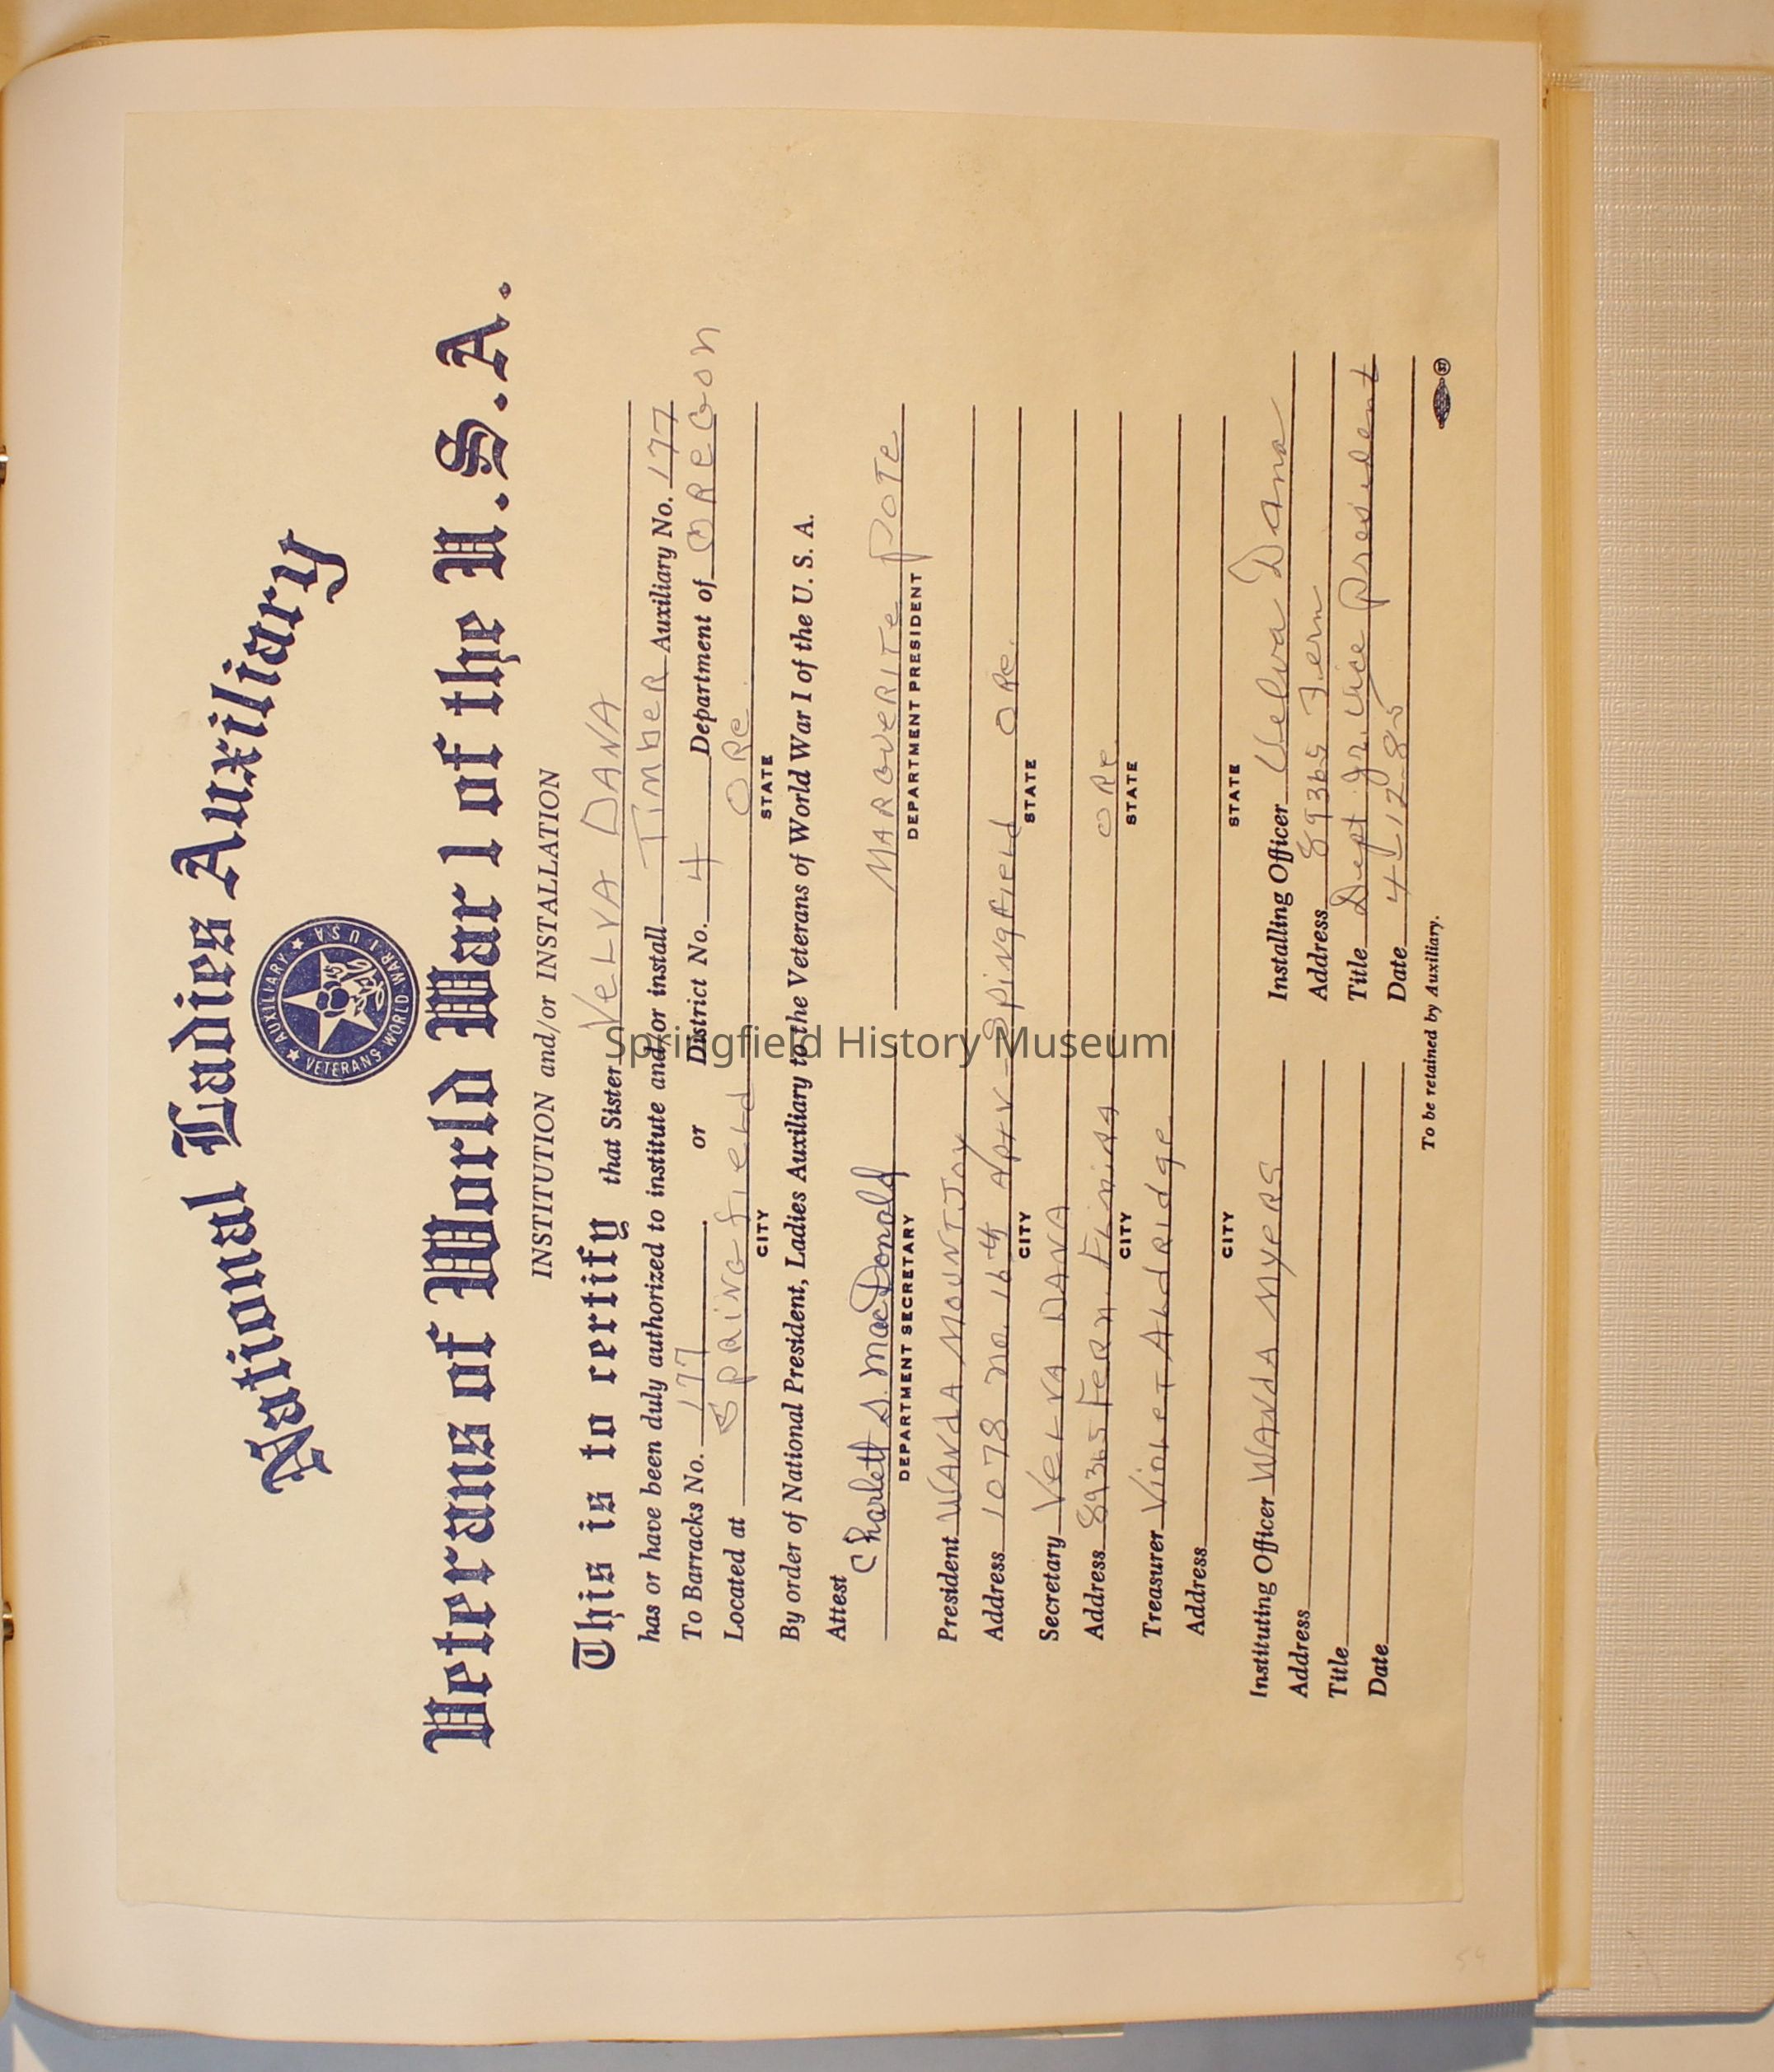 National Ladies Auxiliary
★ AUXILIARY ★ VETERANS WORLD WAR I USA
Veterans of World War I of the U.S.A.
INSTITUTION and/or INSTALLATION
This is to certify that Sister VeLVA DANA
has or have been duly authorized to institute and/or install Timber Auxiliary No. 177
To Barracks No. 177 or District No. 4 Department of OReGon
Located at SpRiNGfieLd ORe.
CITY STATE
By order of National President, Ladies Auxiliary to the Veterans of World War I of the U. S. A.
Attest
Charlett S. MacDonald MARGUERITe POTe
DEPARTMENT SECRETARY DEPARTMENT PRESIDENT
President WANdA MOUNTJoy
Address 1078 no. 16th Apt V - Spingfield ORe.
CITY STATE
Secretary VeLVA DANA
Address 89365 FeRn. ORe
CITY STATE
Treasurer VioLeT ALdRidge
Address
CITY STATE
Instituting Officer WANdA MyeRS
Address
Title
Date
Installing Officer Velva Dana
Address 89365 Fern
Title Dept Jr. Vice President
Date 4-12-85
To be retained by Auxiliary.
Springfield History Museum